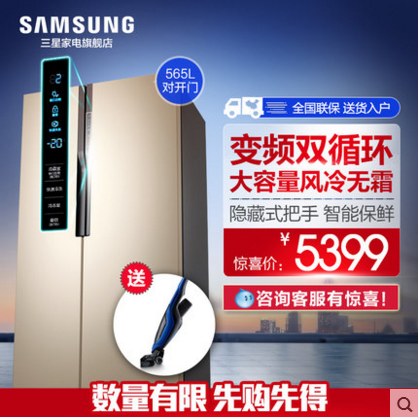 SAMSUNG
三星家电旗舰店
565L
对开门
全国联保 送货入户
变频双循环
大容量风冷无霜
隐藏式把手 智能保鲜
惊喜价:
¥5399
咨询客服有惊喜!
2
-20
送
数量有限 先购先得